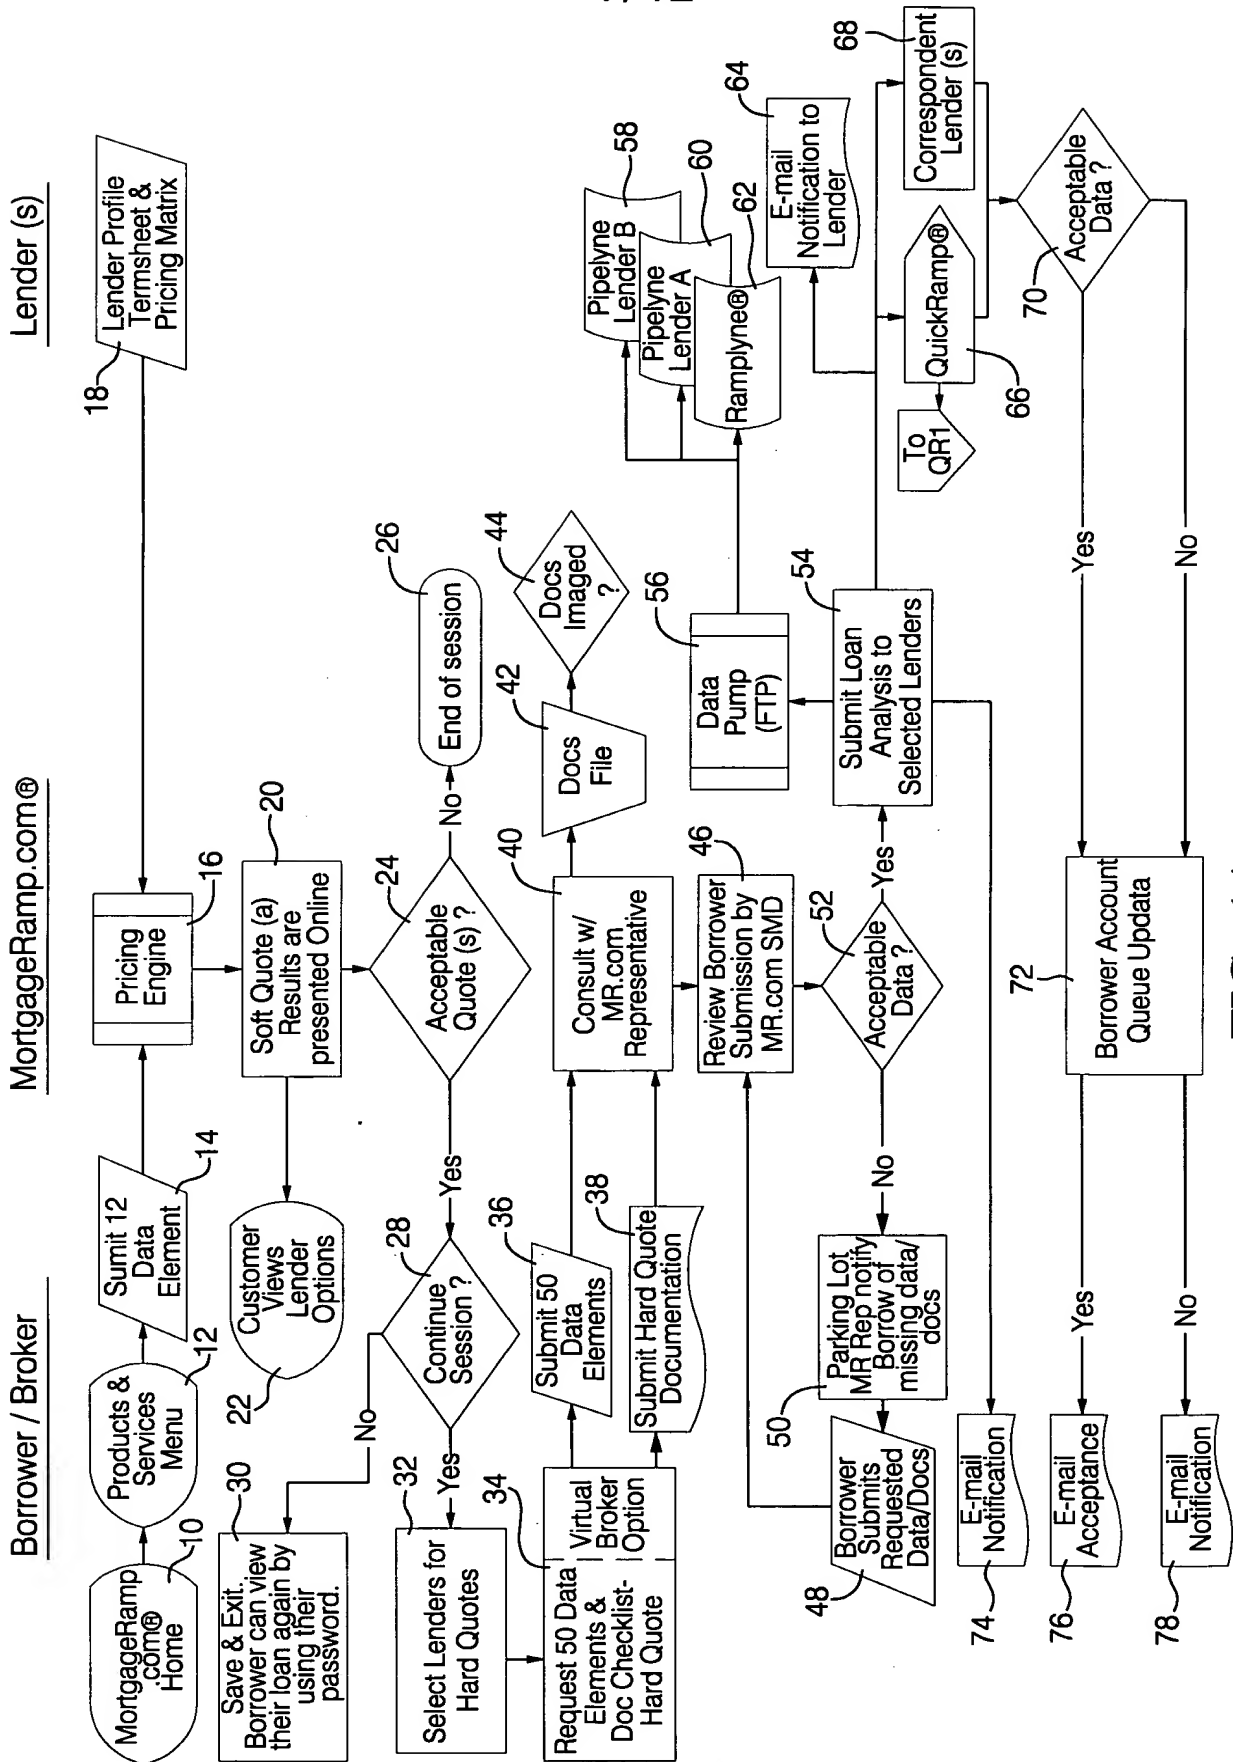 Borrower / Broker
MortgageRamp.com®
Lender (s)
MortgageRamp
.com®
Home
10
Products &
Services
Menu
12
Sumit 12
Data
Element
14
Pricing
Engine
16
18
Lender Profile
Termsheet &
Pricing Matrix
Soft Quote (a)
Results are
presented Online
20
Customer
Views
Lender
Options
22
Acceptable
Quote (s) ?
24
No
End of session
26
Yes
Continue
Session ?
28
No
Save & Exit.
Borrower can view
their loan again by
using their
password.
30
Yes
Select Lenders for
Hard Quotes
32
Request 50 Data
Elements &
Doc Checklist-
Hard Quote
Virtual
Broker
Option
34
Submit 50
Data
Elements
36
Submit Hard Quote
Documentation
38
Consult w/
MR.com
Representative
40
Docs
File
42
Docs
Imaged
?
44
Review Borrower
Submission by
MR.com SMD
46
Acceptable
Data ?
52
No
Parking Lot
MR Rep notify
Borrow of
missing data/
docs
50
Borrower
Submits
Requested
Data/Docs
48
Yes
Submit Loan
Analysis to
Selected Lenders
54
Data
Pump
(FTP)
56
Pipelyne
Lender B
58
Pipelyne
Lender A
60
Ramplyne®
62
E-mail
Notification to
Lender
64
QuickRamp®
66
To
QR1
Correspondent
Lender (s)
68
Acceptable
Data ?
70
Yes
No
Borrower Account
Queue Updata
72
E-mail
Notification
74
Yes
E-mail
Acceptance
76
No
E-mail
Notification
78